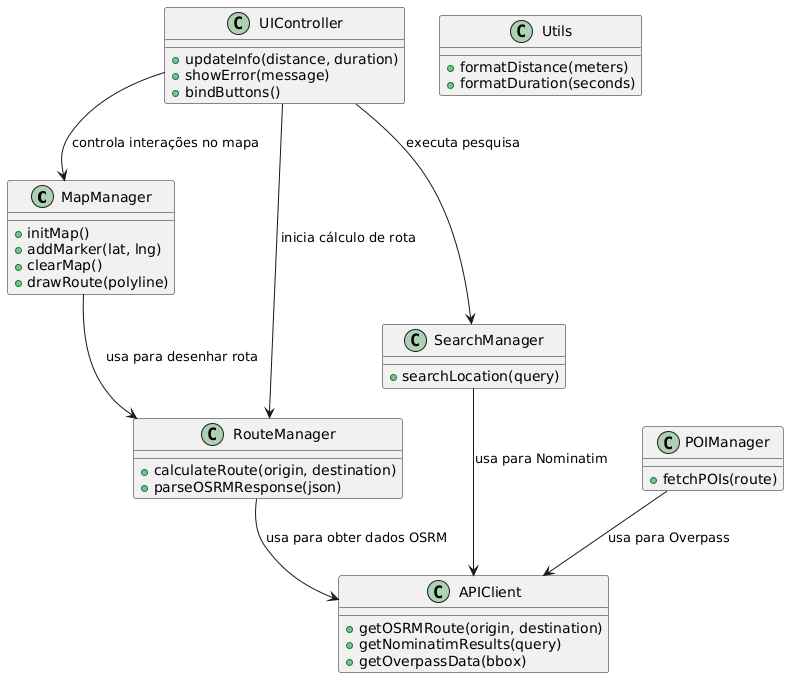 C UIController
updateInfo(distance, duration)
showError(message)
bindButtons()
C Utils
formatDistance(meters)
formatDuration(seconds)
controla interações no mapa
executa pesquisa
C MapManager
initMap()
addMarker(lat, lng)
clearMap()
drawRoute(polyline)
inicia cálculo de rota
usa para desenhar rota
C SearchManager
searchLocation(query)
C RouteManager
calculateRoute(origin, destination)
parseOSRMResponse(json)
C POIManager
fetchPOIs(route)
usa para Nominatim
usa para obter dados OSRM
usa para Overpass
C APIClient
getOSRMRoute(origin, destination)
getNominatimResults(query)
getOverpassData(bbox)